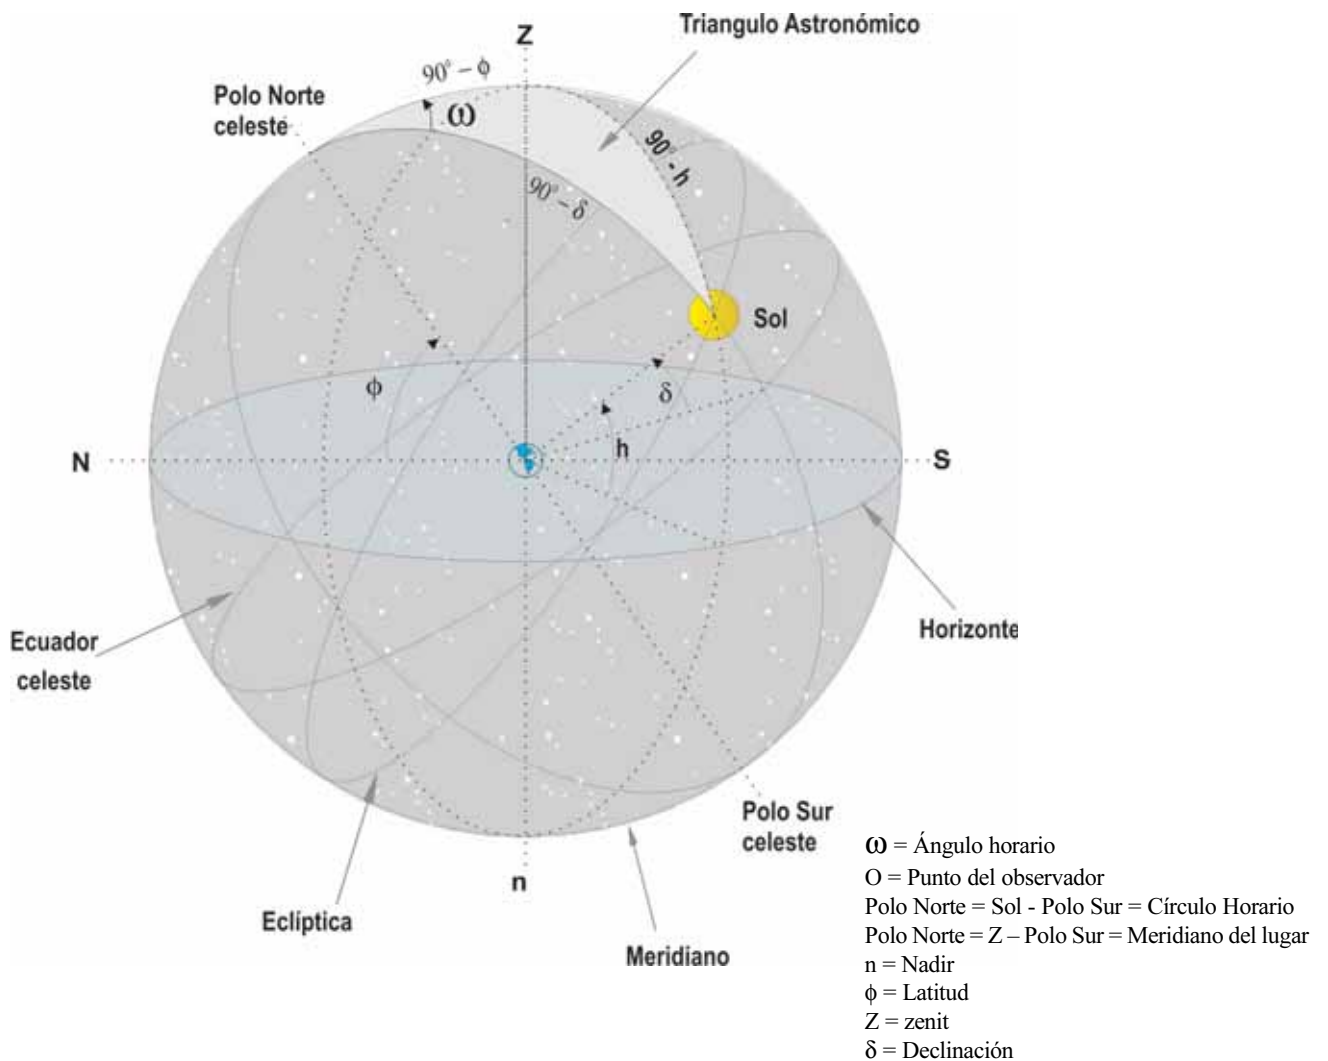 Triangulo Astronómico
Z
90° – ϕ
Polo Norte
celeste
ω
90° - h
90° – δ
Sol
ϕ
δ
h
N
S
Ecuador
celeste
Horizonte
Polo Sur
celeste
n
Eclíptica
Meridiano
ω = Ángulo horario
O = Punto del observador
Polo Norte = Sol - Polo Sur = Círculo Horario
Polo Norte = Z – Polo Sur = Meridiano del lugar
n = Nadir
ϕ = Latitud
Z = zenit
δ = Declinación